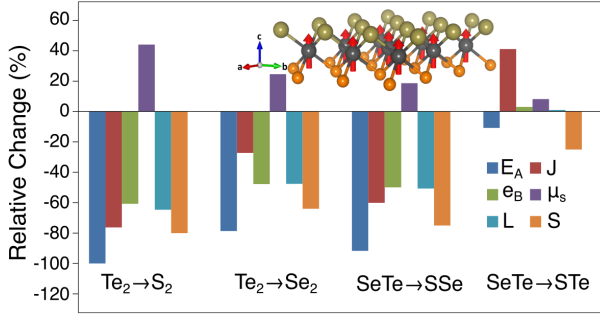 Relative Change (%)
60
40
20
0
-20
-40
-60
-80
-100
-120
c
a
b
E_A J
e_B μ_s
L S
Te₂→S₂
Te₂→Se₂
SeTe→SSe
SeTe→STe